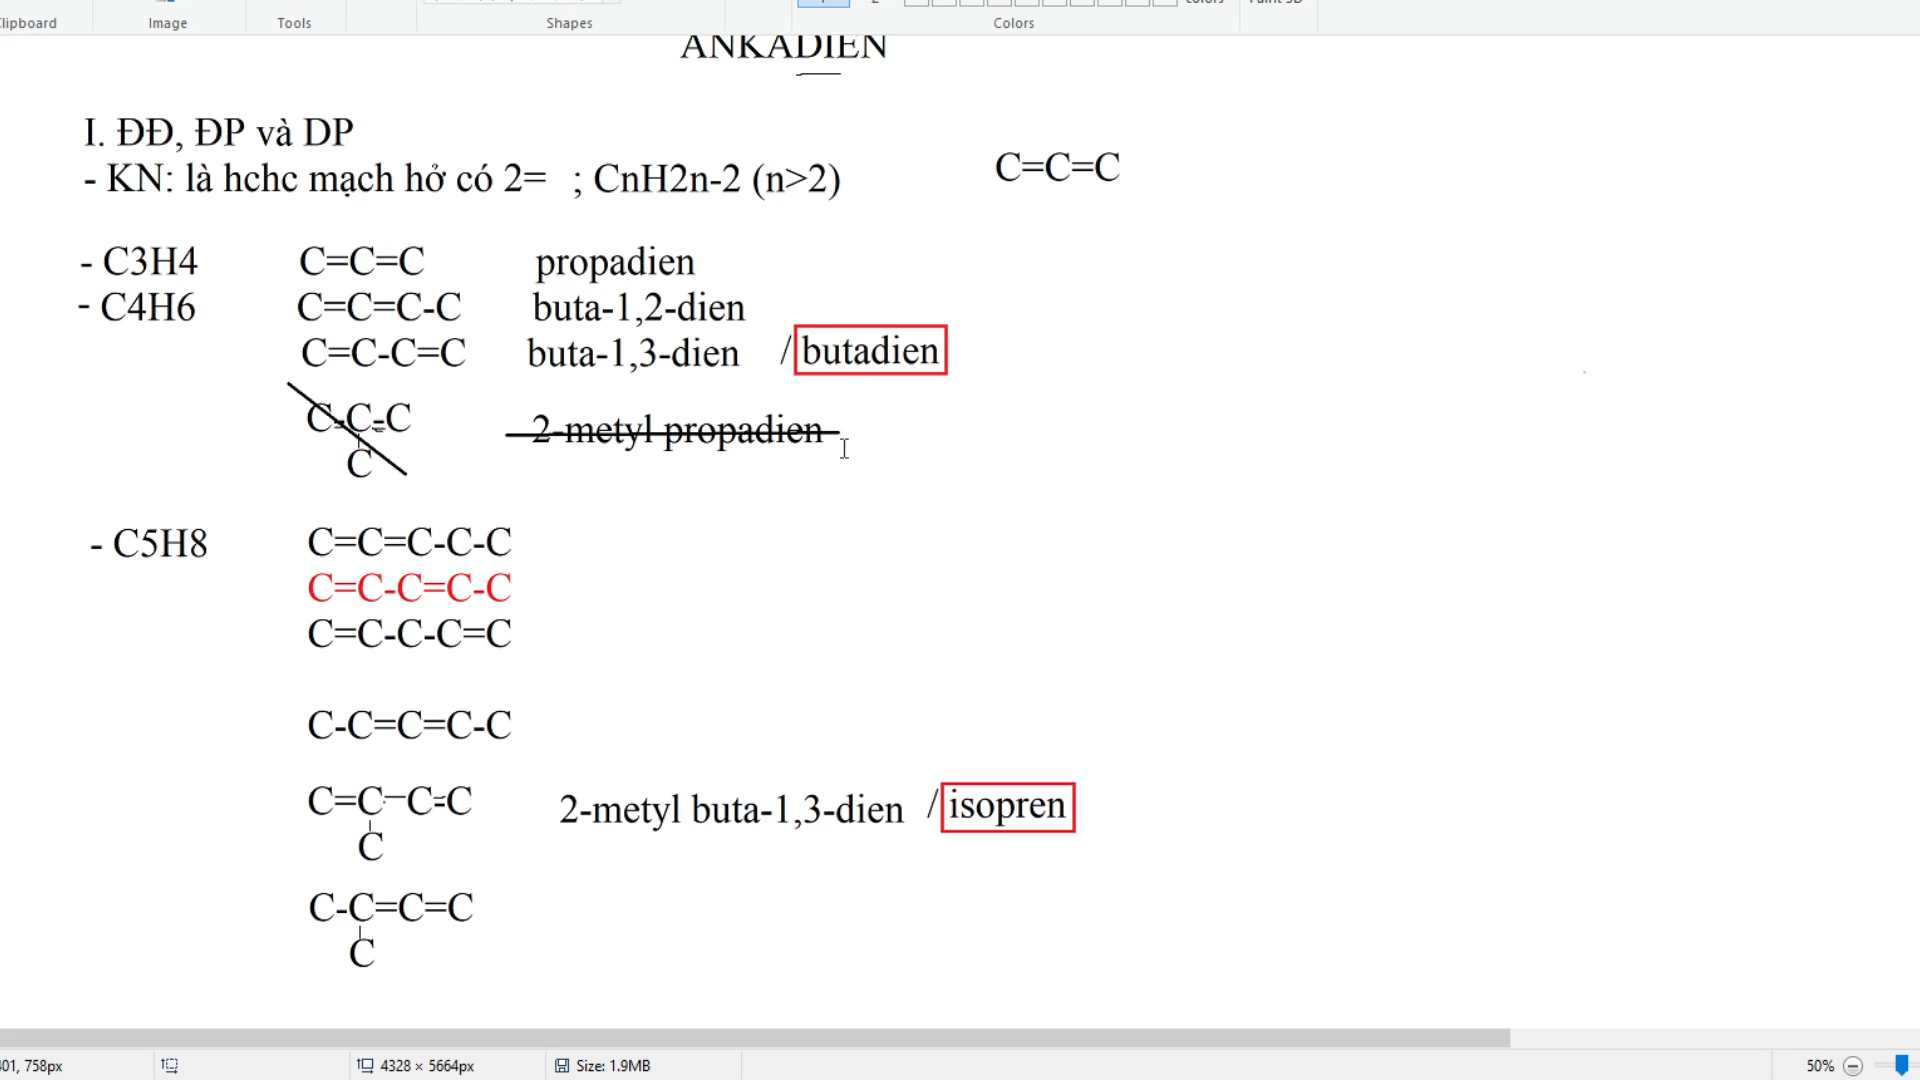 Clipboard
Image
Tools
Shapes
Colors
ANKADIEN
I. ĐĐ, ĐP và DP
- KN: là hchc mạch hở có 2= ; CnH2n-2 (n>2)
C=C=C
- C3H4 C=C=C propadien
- C4H6 C=C=C-C buta-1,2-dien
C=C-C=C buta-1,3-dien / butadien
C-C=C 2-metyl propadien
C
- C5H8 C=C=C-C-C
C=C-C=C-C
C=C-C-C=C
C-C=C=C-C
C=C-C=C 2-metyl buta-1,3-dien / isopren
C
C-C=C=C
C
01, 758px 4328 × 5664px Size: 1.9MB 50%